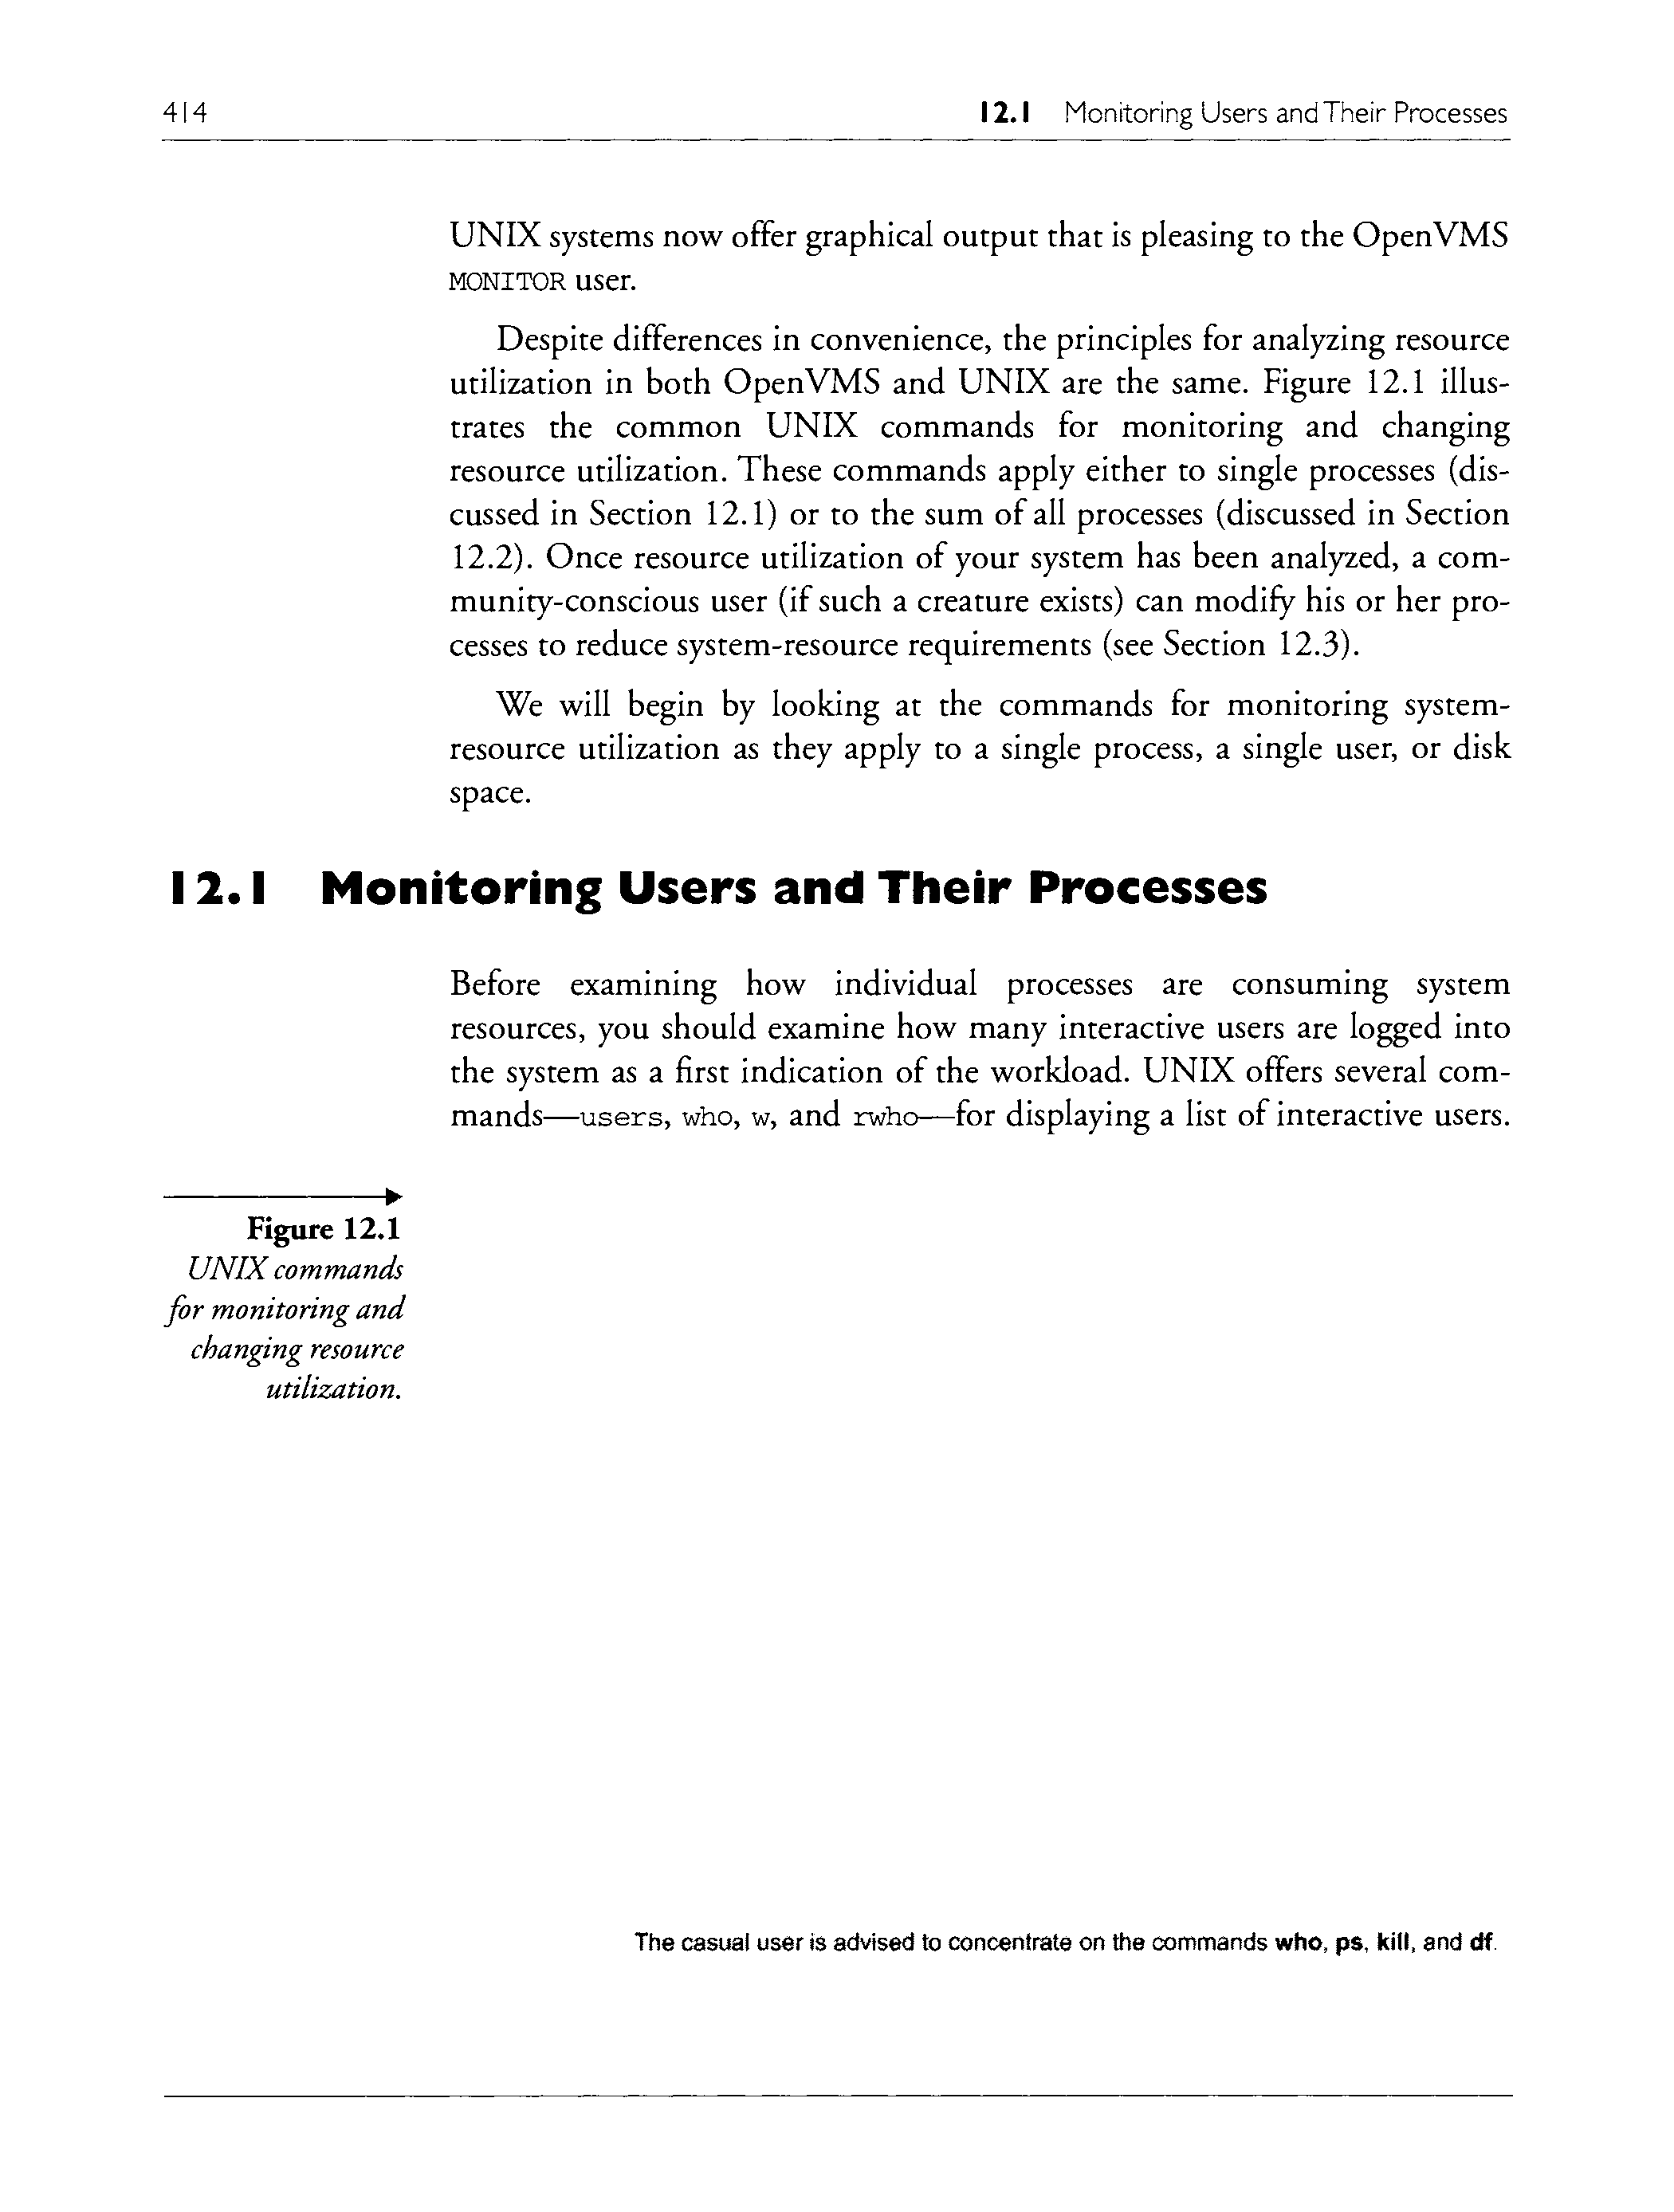 414
12.1 Monitoring Users and Their Processes
UNIX systems now offer graphical output that is pleasing to the OpenVMS
MONITOR user.
Despite differences in convenience, the principles for analyzing resource
utilization in both OpenVMS and UNIX are the same. Figure 12.1 illus-
trates the common UNIX commands for monitoring and changing
resource utilization. These commands apply either to single processes (dis-
cussed in Section 12.1) or to the sum of all processes (discussed in Section
12.2). Once resource utilization of your system has been analyzed, a com-
munity-conscious user (if such a creature exists) can modify his or her pro-
cesses to reduce system-resource requirements (see Section 12.3).
We will begin by looking at the commands for monitoring system-
resource utilization as they apply to a single process, a single user, or disk
space.
12.1 Monitoring Users and Their Processes
Before examining how individual processes are consuming system
resources, you should examine how many interactive users are logged into
the system as a first indication of the workload. UNIX offers several com-
mands—users, who, w, and rwho—for displaying a list of interactive users.
Figure 12.1
UNIX commands
for monitoring and
changing resource
utilization.
The casual user is advised to concentrate on the commands who, ps, kill, and df.